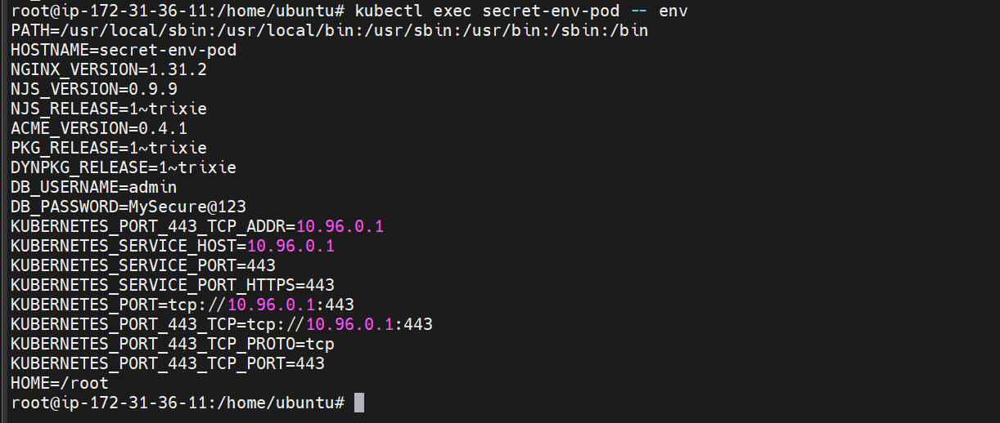 root@ip-172-31-36-11:/home/ubuntu# kubectl exec secret-env-pod -- env
PATH=/usr/local/sbin:/usr/local/bin:/usr/sbin:/usr/bin:/sbin:/bin
HOSTNAME=secret-env-pod
NGINX_VERSION=1.31.2
NJS_VERSION=0.9.9
NJS_RELEASE=1~trixie
ACME_VERSION=0.4.1
PKG_RELEASE=1~trixie
DYNPKG_RELEASE=1~trixie
DB_USERNAME=admin
DB_PASSWORD=MySecure@123
KUBERNETES_PORT_443_TCP_ADDR=10.96.0.1
KUBERNETES_SERVICE_HOST=10.96.0.1
KUBERNETES_SERVICE_PORT=443
KUBERNETES_SERVICE_PORT_HTTPS=443
KUBERNETES_PORT=tcp://10.96.0.1:443
KUBERNETES_PORT_443_TCP=tcp://10.96.0.1:443
KUBERNETES_PORT_443_TCP_PROTO=tcp
KUBERNETES_PORT_443_TCP_PORT=443
HOME=/root
root@ip-172-31-36-11:/home/ubuntu#